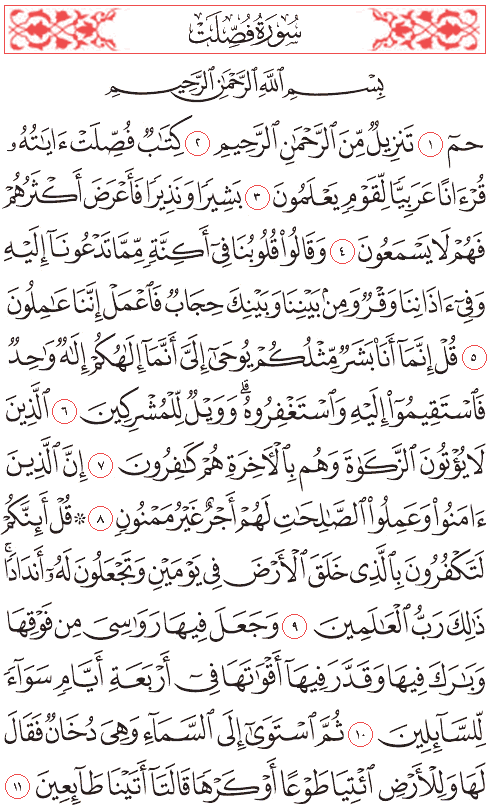 سُورَةُ فُصِّلَتْ
بِسْمِ ٱللَّهِ ٱلرَّحْمَٰنِ ٱلرَّحِيمِ
حمٓ ١ تَنزِيلٌ مِّنَ ٱلرَّحْمَٰنِ ٱلرَّحِيمِ ٢ كِتَٰبٌ فُصِّلَتْ ءَايَٰتُهُۥ
قُرْءَانًا عَرَبِيًّا لِّقَوْمٍ يَعْلَمُونَ ٣ بَشِيرًا وَنَذِيرًا فَأَعْرَضَ أَكْثَرُهُمْ
فَهُمْ لَا يَسْمَعُونَ ٤ وَقَالُوا۟ قُلُوبُنَا فِىٓ أَكِنَّةٍ مِّمَّا تَدْعُونَآ إِلَيْهِ
وَفِىٓ ءَاذَانِنَا وَقْرٌ وَمِنۢ بَيْنِنَا وَبَيْنِكَ حِجَابٌ فَٱعْمَلْ إِنَّنَا عَٰمِلُونَ
٥ قُلْ إِنَّمَآ أَنَا۠ بَشَرٌ مِّثْلُكُمْ يُوحَىٰٓ إِلَىَّ أَنَّمَآ إِلَٰهُكُمْ إِلَٰهٌ وَٰحِدٌ
فَٱسْتَقِيمُوٓا۟ إِلَيْهِ وَٱسْتَغْفِرُوهُ ۗ وَوَيْلٌ لِّلْمُشْرِكِينَ ٦ ٱلَّذِينَ
لَا يُؤْتُونَ ٱلزَّكَوٰةَ وَهُم بِٱلْءَاخِرَةِ هُمْ كَٰفِرُونَ ٧ إِنَّ ٱلَّذِينَ
ءَامَنُوا۟ وَعَمِلُوا۟ ٱلصَّٰلِحَٰتِ لَهُمْ أَجْرٌ غَيْرُ مَمْنُونٍ ٨ ۞ قُلْ أَئِنَّكُمْ
لَتَكْفُرُونَ بِٱلَّذِى خَلَقَ ٱلْأَرْضَ فِى يَوْمَيْنِ وَتَجْعَلُونَ لَهُۥٓ أَندَادًا ۚ
ذَٰلِكَ رَبُّ ٱلْعَٰلَمِينَ ٩ وَجَعَلَ فِيهَا رَوَٰسِىَ مِن فَوْقِهَا
وَبَٰرَكَ فِيهَا وَقَدَّرَ فِيهَآ أَقْوَٰتَهَا فِىٓ أَرْبَعَةِ أَيَّامٍ سَوَآءً
لِّلسَّآئِلِينَ ١٠ ثُمَّ ٱسْتَوَىٰٓ إِلَى ٱلسَّمَآءِ وَهِىَ دُخَانٌ فَقَالَ
لَهَا وَلِلْأَرْضِ ٱئْتِيَا طَوْعًا أَوْ كَرْهًا قَالَتَآ أَتَيْنَا طَآئِعِينَ ١١